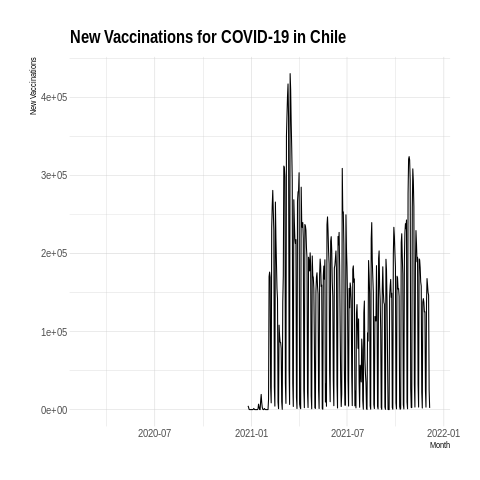 New Vaccinations for COVID-19 in Chile
New Vaccinations
4e+05
3e+05
2e+05
1e+05
0e+00
2020-07
2021-01
2021-07
2022-01
Month